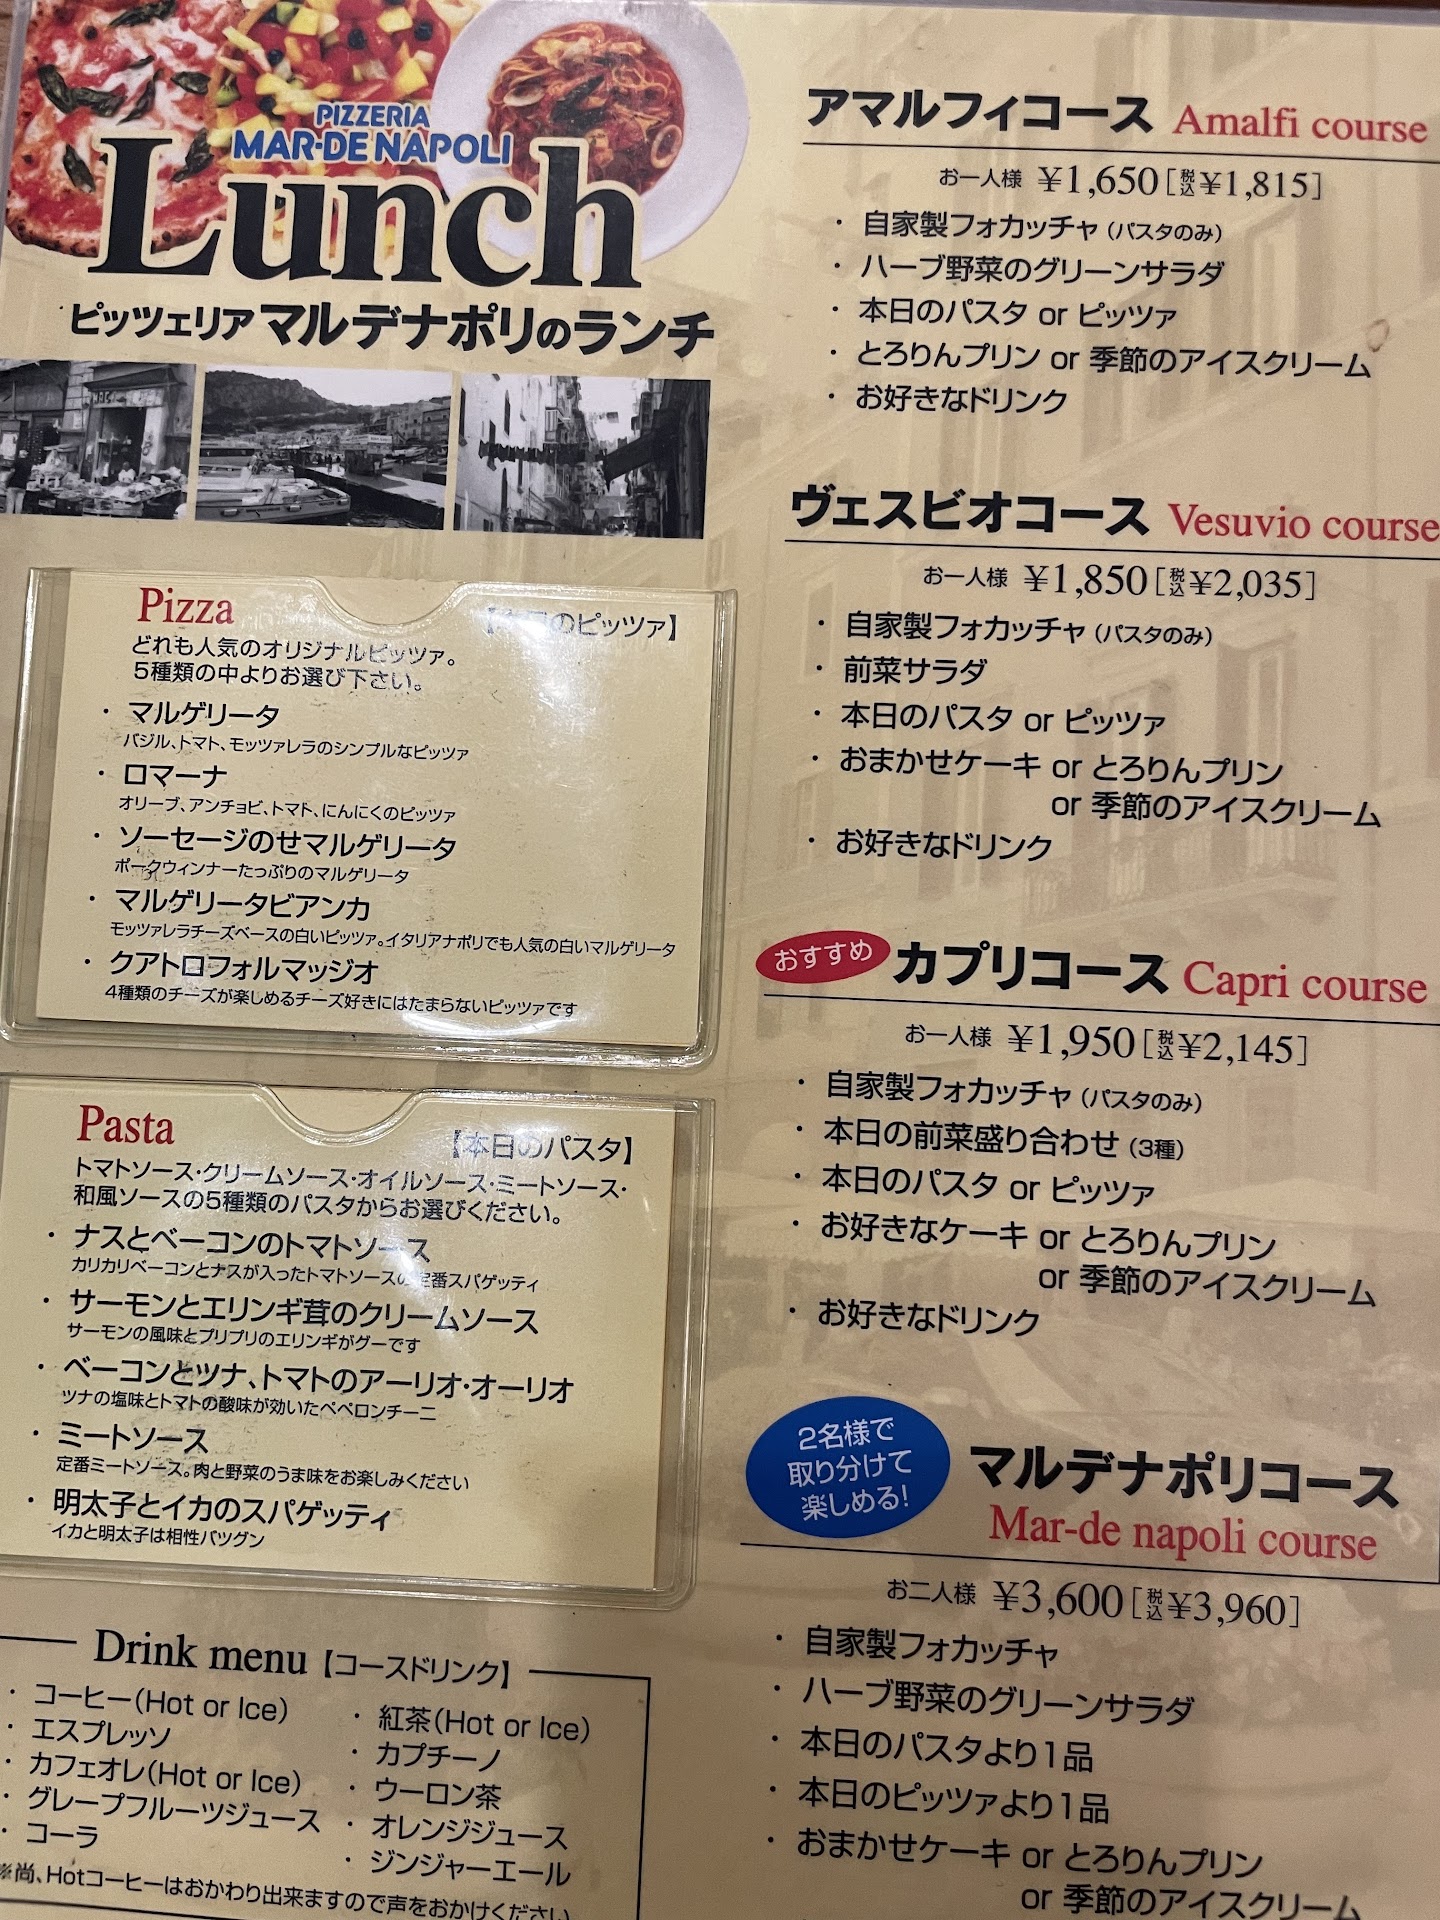 PIZZERIA
MAR-DE NAPOLI
Lunch
ピッツェリア マルデナポリのランチ
Pizza
のピッツァ】
どれも人気のオリジナルピッツァ。
5種類の中よりお選び下さい。
・マルゲリータ
バジル、トマト、モッツァレラのシンプルなピッツァ
・ロマーナ
オリーブ、アンチョビ、トマト、にんにくのピッツァ
・ソーセージのせマルゲリータ
ポークウィンナーたっぷりのマルゲリータ
・マルゲリータビアンカ
モッツァレラチーズベースの白いピッツァ。イタリアナポリでも人気の白いマルゲリータ
・クアトロフォルマッジオ
4種類のチーズが楽しめるチーズ好きにはたまらないピッツァです
Pasta
【本日のパスタ】
トマトソース・クリームソース・オイルソース・ミートソース・
和風ソースの5種類のパスタからお選びください。
・ナスとベーコンのトマトソース
カリカリベーコンとナスが入ったトマトソースの定番スパゲッティ
・サーモンとエリンギ茸のクリームソース
サーモンの風味とプリプリのエリンギがグーです
・ベーコンとツナ、トマトのアーリオ・オーリオ
ツナの塩味とトマトの酸味が効いたペペロンチーニ
・ミートソース
定番ミートソース。肉と野菜のうま味をお楽しみください
・明太子とイカのスパゲッティ
イカと明太子は相性バツグン
Drink menu【コースドリンク】
・コーヒー(Hot or Ice)
・エスプレッソ
・カフェオレ(Hot or Ice)
・グレープフルーツジュース
・コーラ
・紅茶(Hot or Ice)
・カプチーノ
・ウーロン茶
・オレンジジュース
・ジンジャーエール
※尚、Hotコーヒーはおかわり出来ますので声をおかけください
アマルフィコース Amalfi course
お一人様 ¥1,650[税込¥1,815]
・自家製フォカッチャ(パスタのみ)
・ハーブ野菜のグリーンサラダ
・本日のパスタ or ピッツァ
・とろりんプリン or 季節のアイスクリーム
・お好きなドリンク
ヴェスビオコース Vesuvio course
お一人様 ¥1,850[税込¥2,035]
・自家製フォカッチャ(パスタのみ)
・前菜サラダ
・本日のパスタ or ピッツァ
・おまかせケーキ or とろりんプリン
or 季節のアイスクリーム
・お好きなドリンク
おすすめ カプリコース Capri course
お一人様 ¥1,950[税込¥2,145]
・自家製フォカッチャ(パスタのみ)
・本日の前菜盛り合わせ(3種)
・本日のパスタ or ピッツァ
・お好きなケーキ or とろりんプリン
or 季節のアイスクリーム
・お好きなドリンク
2名様で
取り分けて
楽しめる!
マルデナポリコース
Mar-de napoli course
お二人様 ¥3,600[税込¥3,960]
・自家製フォカッチャ
・ハーブ野菜のグリーンサラダ
・本日のパスタより1品
・本日のピッツァより1品
・おまかせケーキ or とろりんプリン
or 季節のアイスクリーム